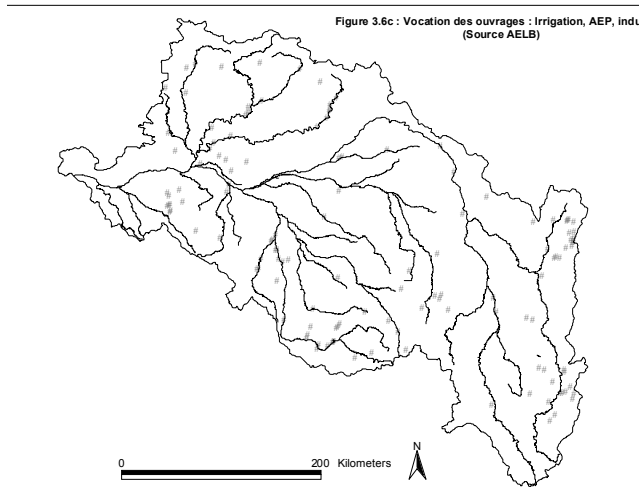 Figure 3.6c : Vocation des ouvrages : Irrigation, AEP, indu
(Source AELB)
N
0 200 Kilometers